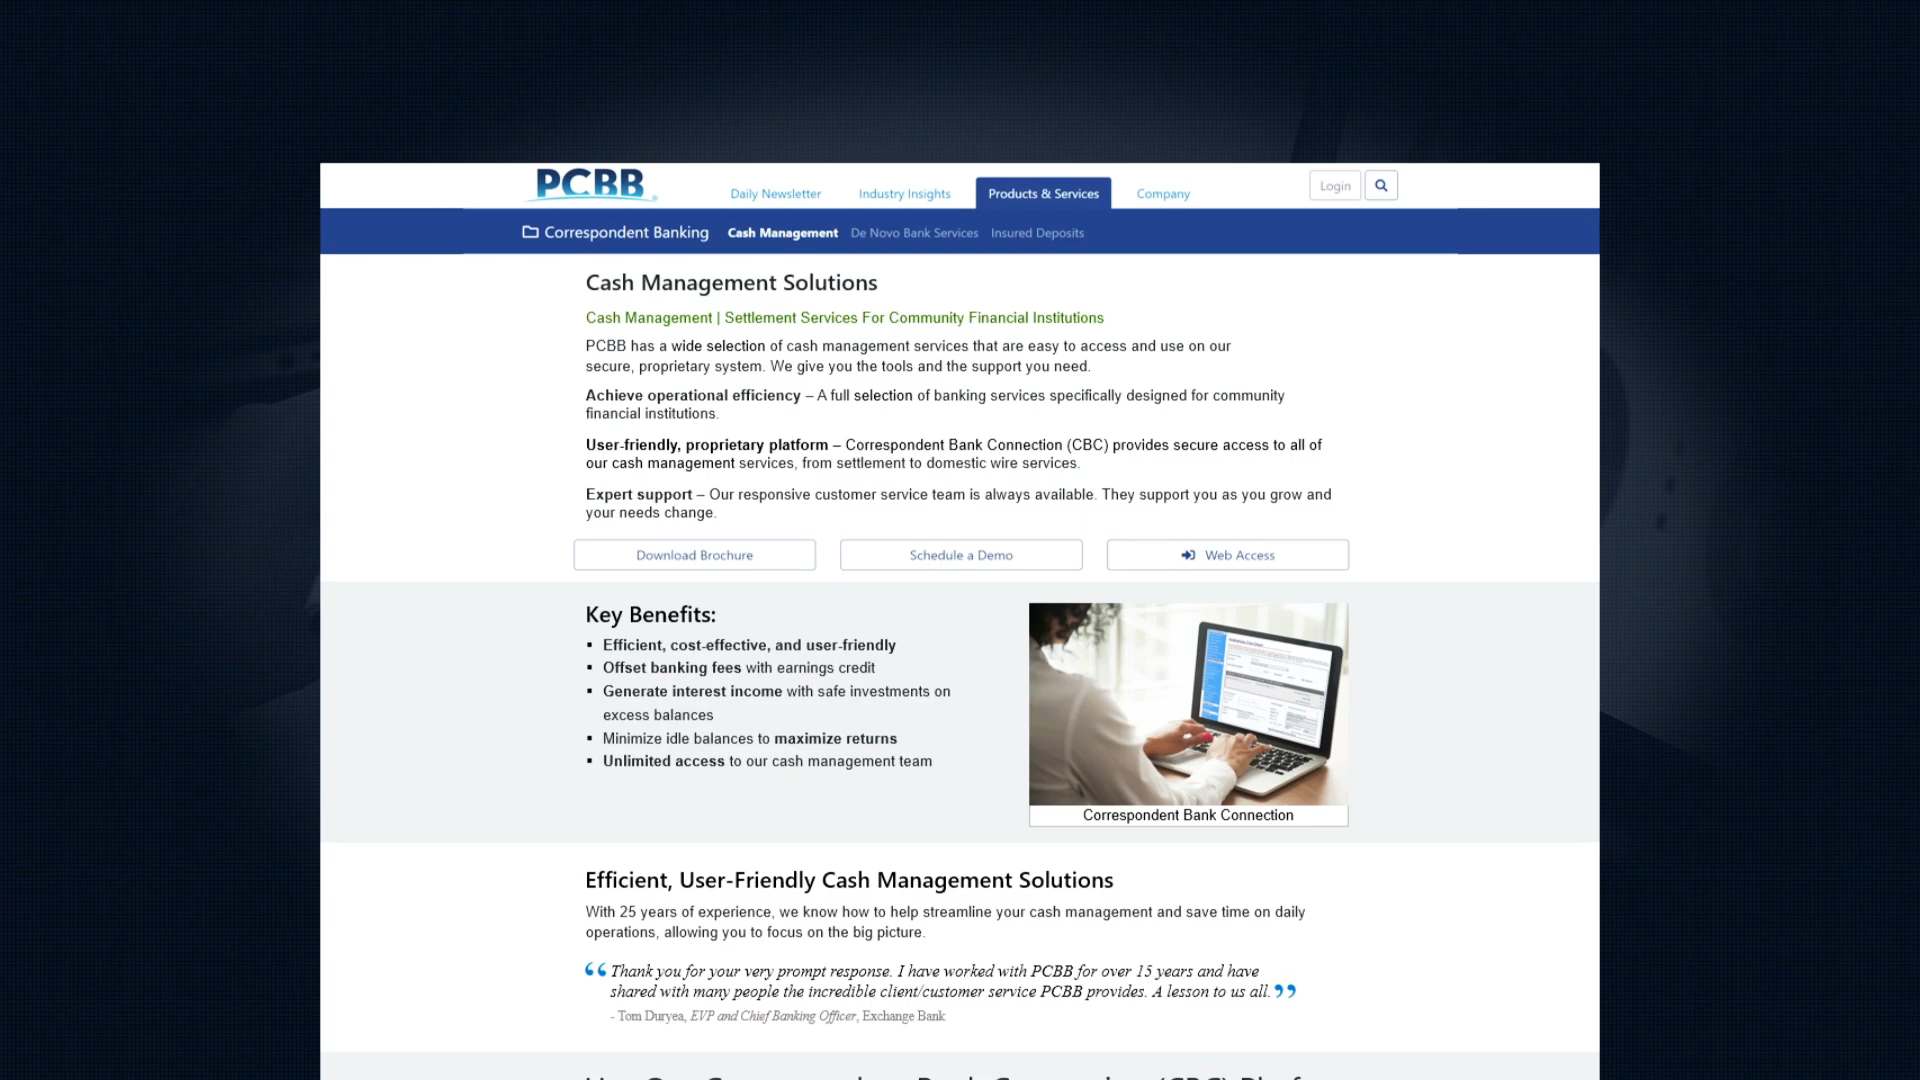 PCBB
Daily Newsletter Industry Insights Products & Services Company Login
Correspondent Banking Cash Management De Novo Bank Services Insured Deposits
Cash Management Solutions
Cash Management | Settlement Services For Community Financial Institutions
PCBB has a wide selection of cash management services that are easy to access and use on our
secure, proprietary system. We give you the tools and the support you need.
Achieve operational efficiency – A full selection of banking services specifically designed for community
financial institutions.
User-friendly, proprietary platform – Correspondent Bank Connection (CBC) provides secure access to all of
our cash management services, from settlement to domestic wire services.
Expert support – Our responsive customer service team is always available. They support you as you grow and
your needs change.
Download Brochure Schedule a Demo Web Access
Key Benefits:
▪ Efficient, cost-effective, and user-friendly
▪ Offset banking fees with earnings credit
▪ Generate interest income with safe investments on
excess balances
▪ Minimize idle balances to maximize returns
▪ Unlimited access to our cash management team
Correspondent Bank Connection
Efficient, User-Friendly Cash Management Solutions
With 25 years of experience, we know how to help streamline your cash management and save time on daily
operations, allowing you to focus on the big picture.
“Thank you for your very prompt response. I have worked with PCBB for over 15 years and have
shared with many people the incredible client/customer service PCBB provides. A lesson to us all.”
- Tom Duryea, EVP and Chief Banking Officer, Exchange Bank